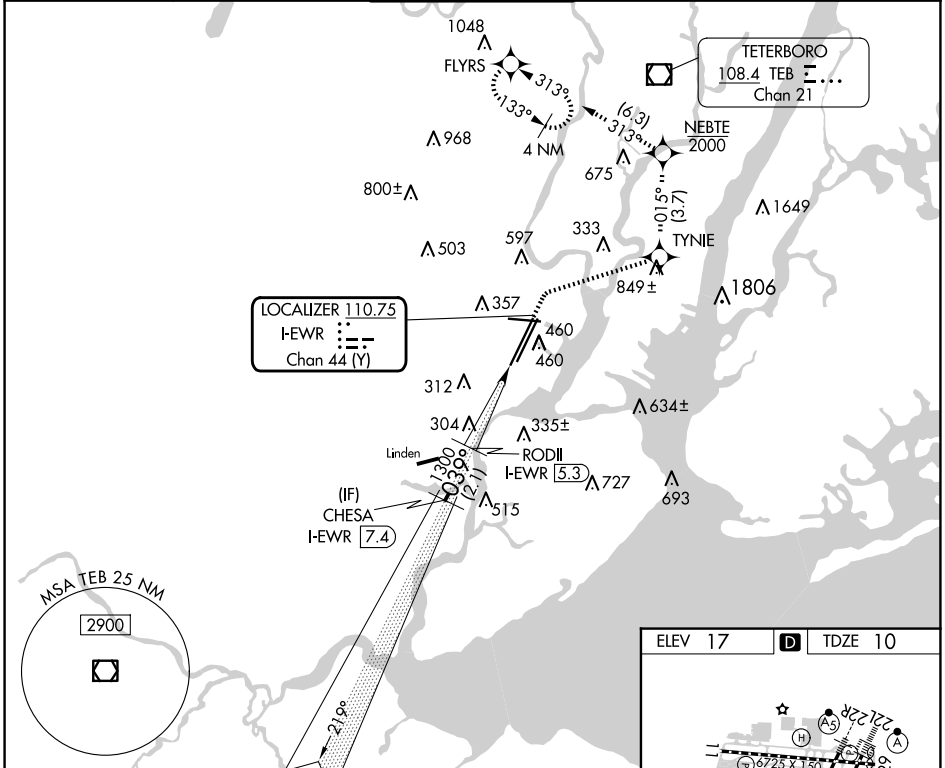 1048
FLYRS
313°
133°
4 NM
TETERBORO
108.4 TEB
Chan 21
(6.3)
313°
NEBTE
2000
968
675
800±
015°
(3.7)
1649
503
597
333
TYNIE
849±
1806
LOCALIZER 110.75
I-EWR
Chan 44 (Y)
357
460
460
312
304
335±
634±
Linden
1300
039°
(2.1)
RODII
I-EWR 5.3
727
693
(IF)
CHESA
I-EWR 7.4
515
MSA TEB 25 NM
2900
219°
ELEV 17
D
TDZE 10
A5
22R
22L
H
A
11
P
6725 X 150